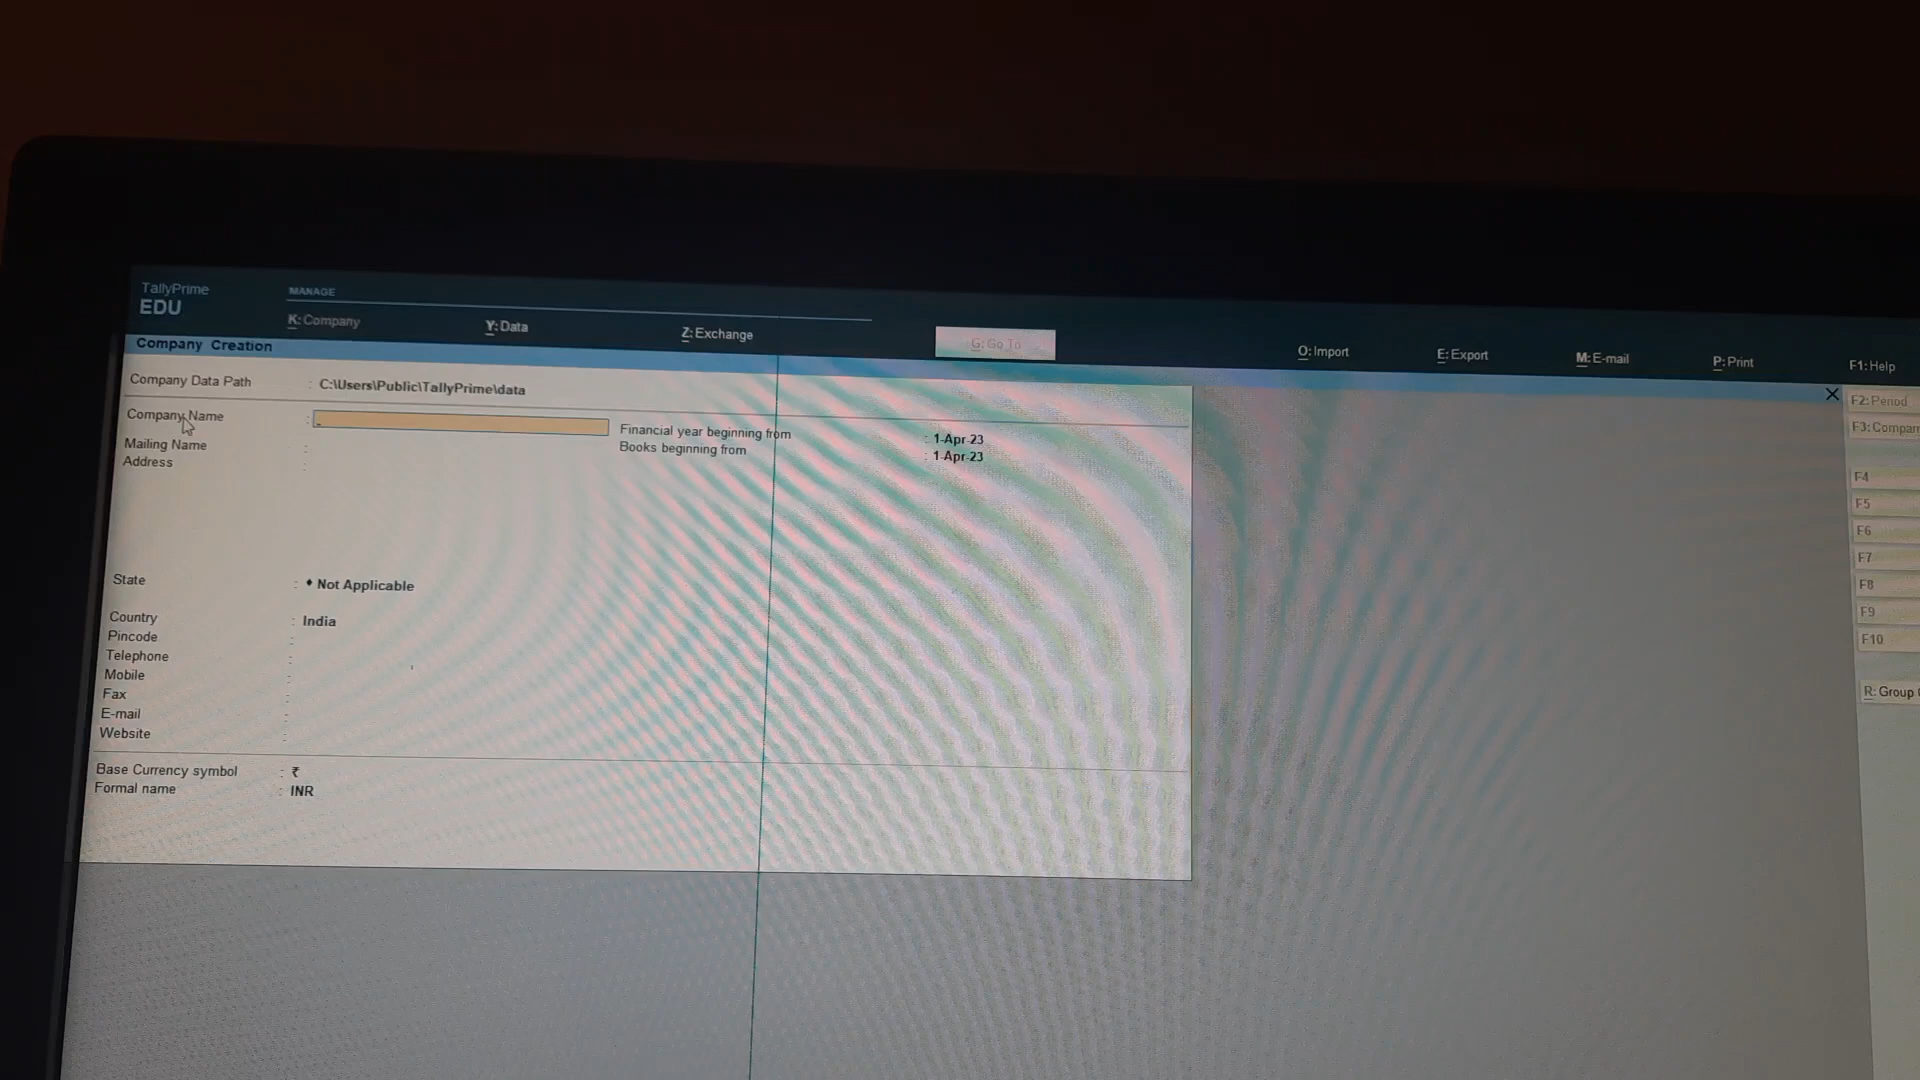 TallyPrime
EDU
MANAGE
K: Company
Y: Data
Z: Exchange
G: Go To
O: Import
E: Export
M: E-mail
P: Print
F1: Help
Company Creation
Company Data Path : C:\Users\Public\TallyPrime\data
Company Name :
Mailing Name :
Address :
Financial year beginning from : 1-Apr-23
Books beginning from : 1-Apr-23
State : ♦ Not Applicable
Country : India
Pincode :
Telephone :
Mobile :
Fax :
E-mail :
Website :
Base Currency symbol : ₹
Formal name : INR
F2: Period
F3: Compan
F4
F5
F6
F7
F8
F9
F10
R: Group